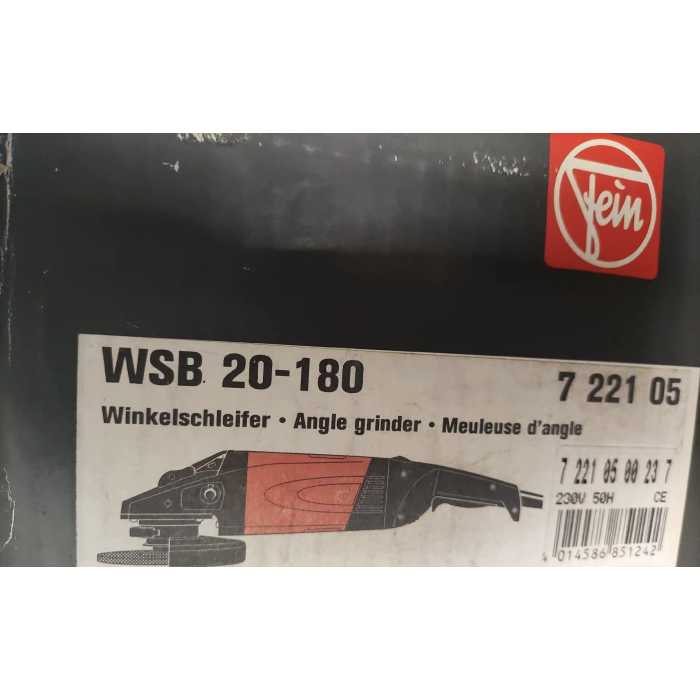 fein
WSB 20-180
7 221 05
Winkelschleifer · Angle grinder · Meuleuse d'angle
7 221 05 00 23 7
230V 50H CE
4 014586 851242